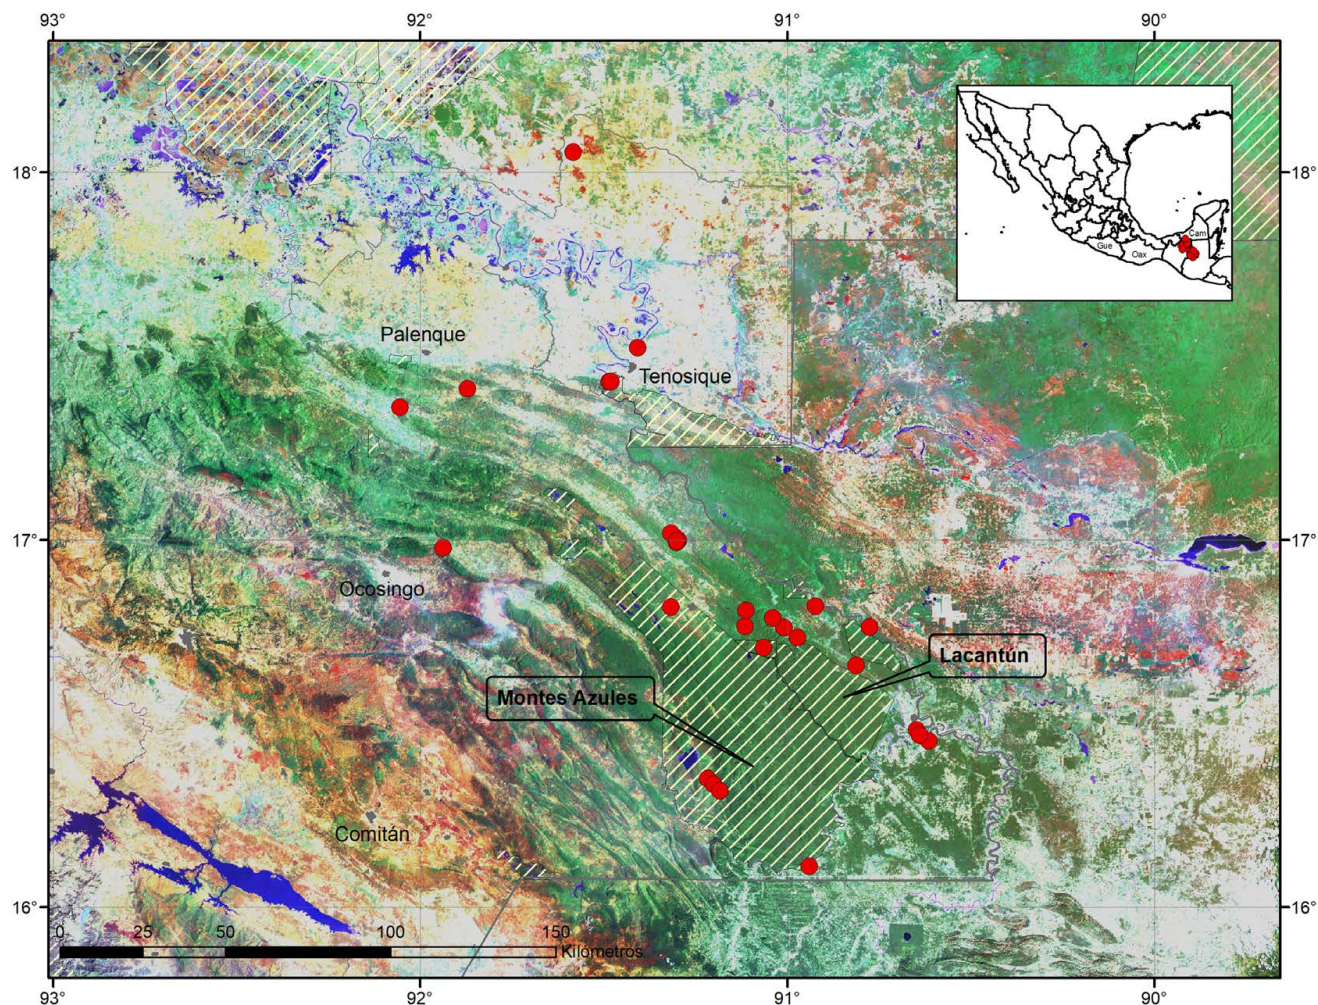 93° 92° 91° 90°
18° 18°
Cam
Gue
Oax
Palenque
Tenosique
17° 17°
Ocosingo
Lacantún
Montes Azules
Comitán
16° 16°
0 25 50 100 150
Kilómetros
93° 92° 91° 90°